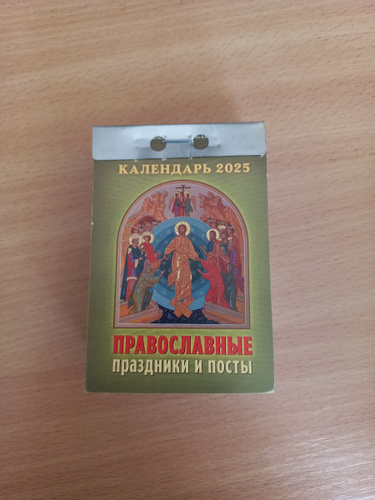 КАЛЕНДАРЬ 2025
ПРАВОСЛАВНЫЕ
праздники и посты